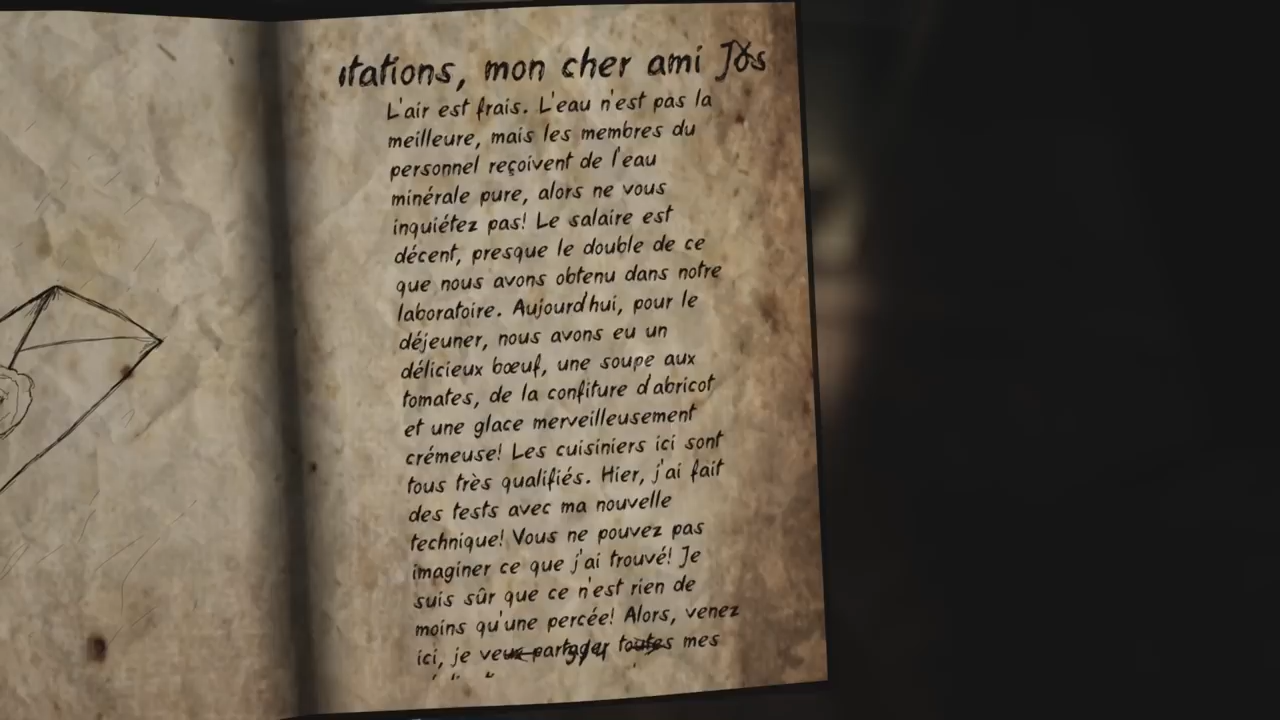 mon cher ami
L'air est frais. L'eau n'est pas la
meilleure, mais les membres du
personnel reçoivent de l'eau
minérale pure, alors ne vous
inquiétez pas! Le salaire est
décent, presque le double de ce
que nous avons obtenu dans notre
laboratoire. Aujourd'hui, pour le
déjeuner, nous avons eu un
délicieux bœuf, une soupe aux
tomates, de la confiture d'abricot
et une glace merveilleusement
crémeuse! Les cuisiniers ici sont
tous très qualifiés. Hier, j'ai fait
des tests avec ma nouvelle
technique! Vous ne pouvez pas
imaginer ce que j'ai trouvé! Je
suis sûr que ce n'est rien de
moins qu'une percée! Alors, venez
ici, je veux partager toutes mes